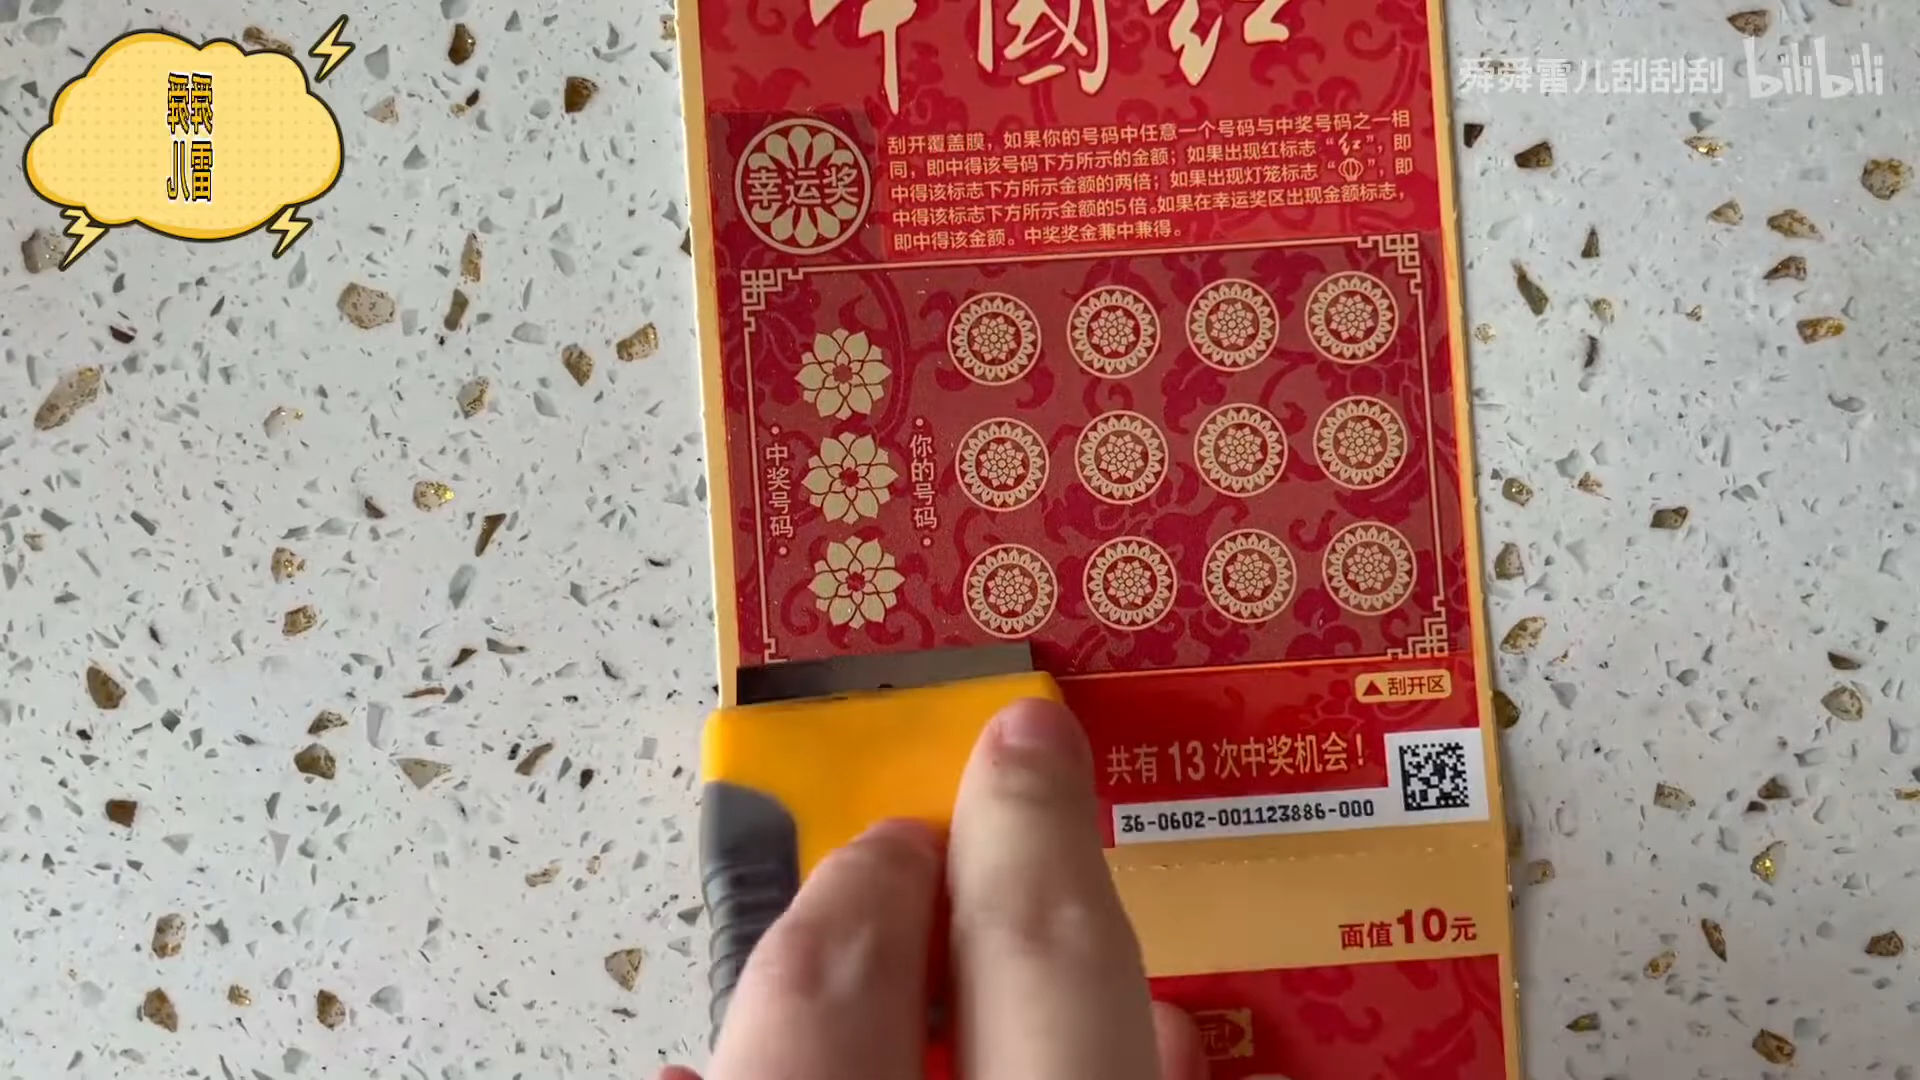 中國红
舜舜雷儿刮刮刮 bilibili
舜舜
雷儿
刮开覆盖膜，如果你的号码中任意一个号码与中奖号码之一相
同，即中得该号码下方所示的金额；如果出现红标志“红”，即
中得该标志下方所示金额的两倍；如果出现灯笼标志“”，即
中得该标志下方所示金额的5倍。如果在幸运奖区出现金额标志，
即中得该金额。中奖奖金兼中兼得。
幸运奖
·中奖号码·
·你的号码·
▲刮开区
共有13次中奖机会！
36-0602-001123886-000
面值10元
元!